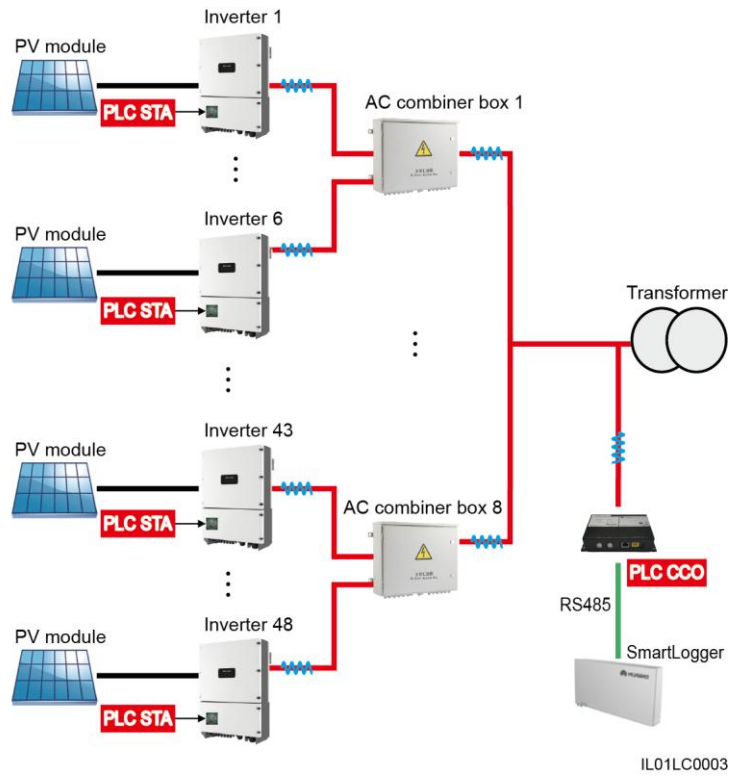 Inverter 1
PV module
PLC STA
AC combiner box 1
Inverter 6
PV module
PLC STA
Transformer
Inverter 43
PV module
PLC STA
AC combiner box 8
PLC CCO
RS485
Inverter 48
PV module
PLC STA
SmartLogger
HUAWEI
IL01LC0003